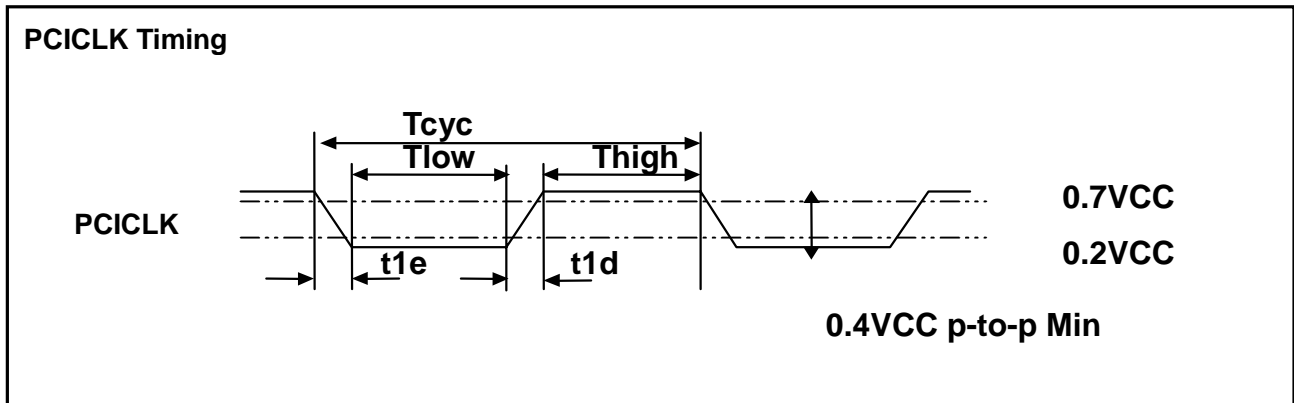 PCICLK Timing
Tcyc
Tlow Thigh
PCICLK
0.7VCC
0.2VCC
t1e t1d
0.4VCC p-to-p Min